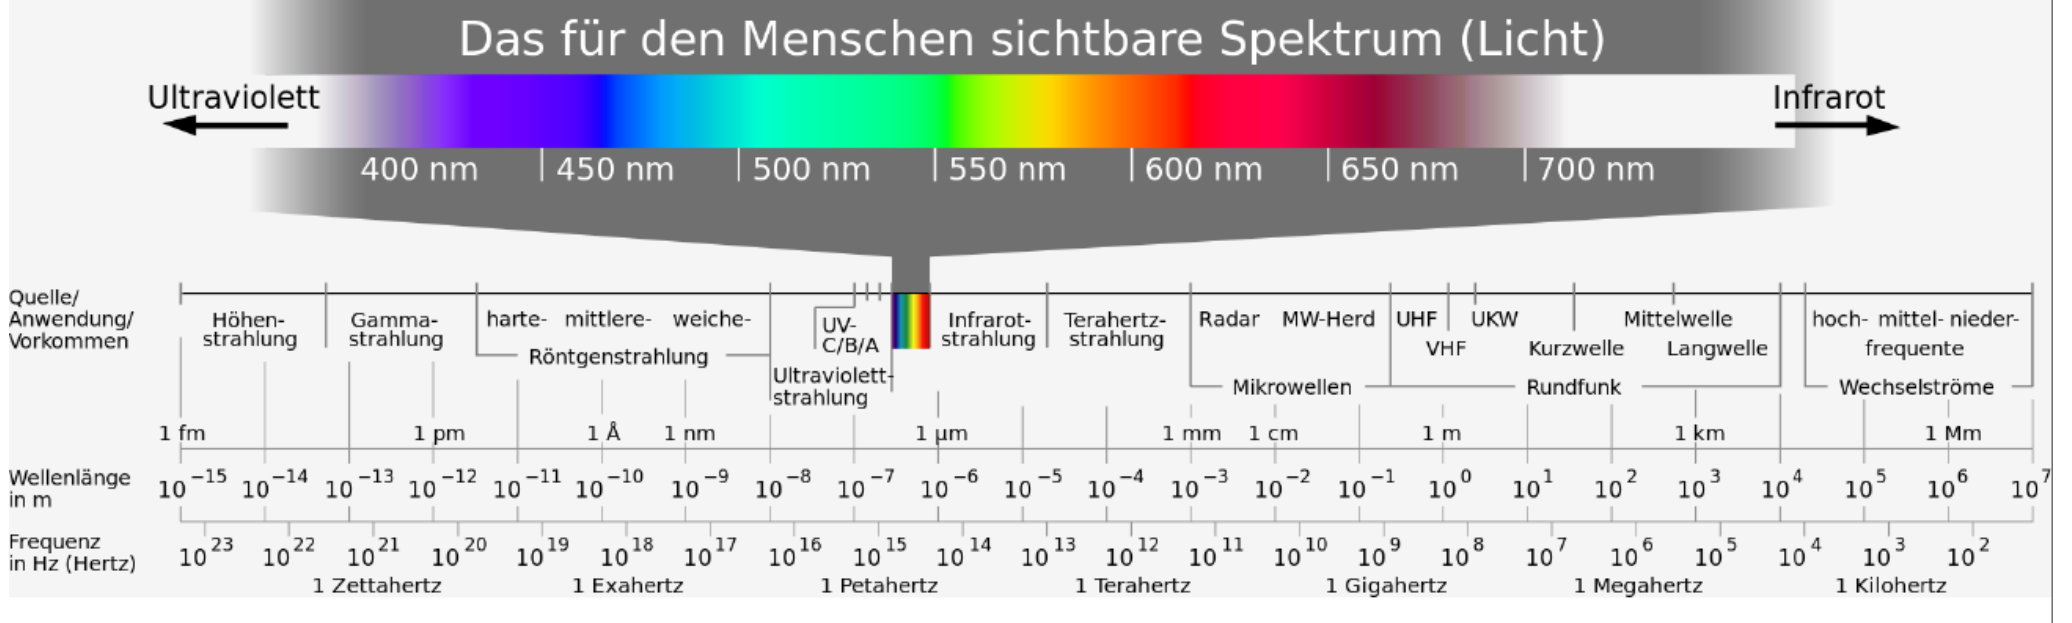 Das für den Menschen sichtbare Spektrum (Licht)
Ultraviolett
Infrarot
400 nm 450 nm 500 nm 550 nm 600 nm 650 nm 700 nm
Quelle/
Anwendung/
Vorkommen
Höhen-
strahlung
Gamma-
strahlung
harte- mittlere- weiche-
Röntgenstrahlung
UV-
C/B/A
Ultraviolett-
strahlung
Infrarot-
strahlung
Terahertz-
strahlung
Radar MW-Herd
Mikrowellen
UHF UKW Mittelwelle
VHF Kurzwelle Langwelle
Rundfunk
hoch- mittel- nieder-
frequente
Wechselströme
1 fm 1 pm 1 Å 1 nm 1 µm 1 mm 1 cm 1 m 1 km 1 Mm
Wellenlänge
in m
10⁻¹⁵ 10⁻¹⁴ 10⁻¹³ 10⁻¹² 10⁻¹¹ 10⁻¹⁰ 10⁻⁹ 10⁻⁸ 10⁻⁷ 10⁻⁶ 10⁻⁵ 10⁻⁴ 10⁻³ 10⁻² 10⁻¹ 10⁰ 10¹ 10² 10³ 10⁴ 10⁵ 10⁶ 10⁷
Frequenz
in Hz (Hertz)
10²³ 10²² 10²¹ 10²⁰ 10¹⁹ 10¹⁸ 10¹⁷ 10¹⁶ 10¹⁵ 10¹⁴ 10¹³ 10¹² 10¹¹ 10¹⁰ 10⁹ 10⁸ 10⁷ 10⁶ 10⁵ 10⁴ 10³ 10²
1 Zettahertz 1 Exahertz 1 Petahertz 1 Terahertz 1 Gigahertz 1 Megahertz 1 Kilohertz